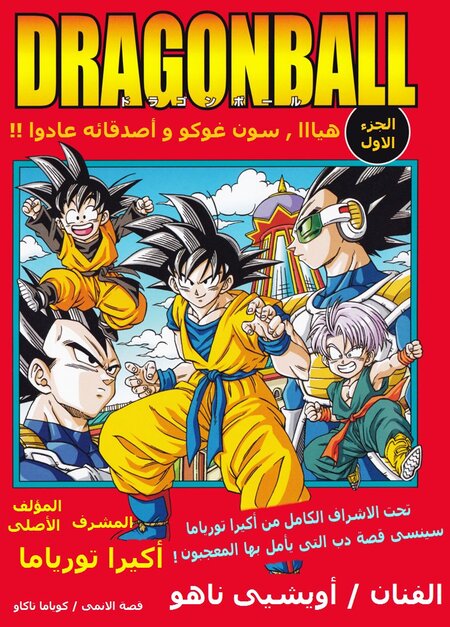 DRAGONBALL
ドラゴンボール
الجزء
الاول
هيااا , سون غوكو و أصدقائه عادوا !!
تحت الاشراف الكامل من أكيرا تورياما
سينسى قصة دب التى يأمل بها المعجبون !
المؤلف
الأصلى
المشرف
أكيرا تورياما
الفنان / أويشيى ناهو
قصة الانمى / كوياما تاكاو